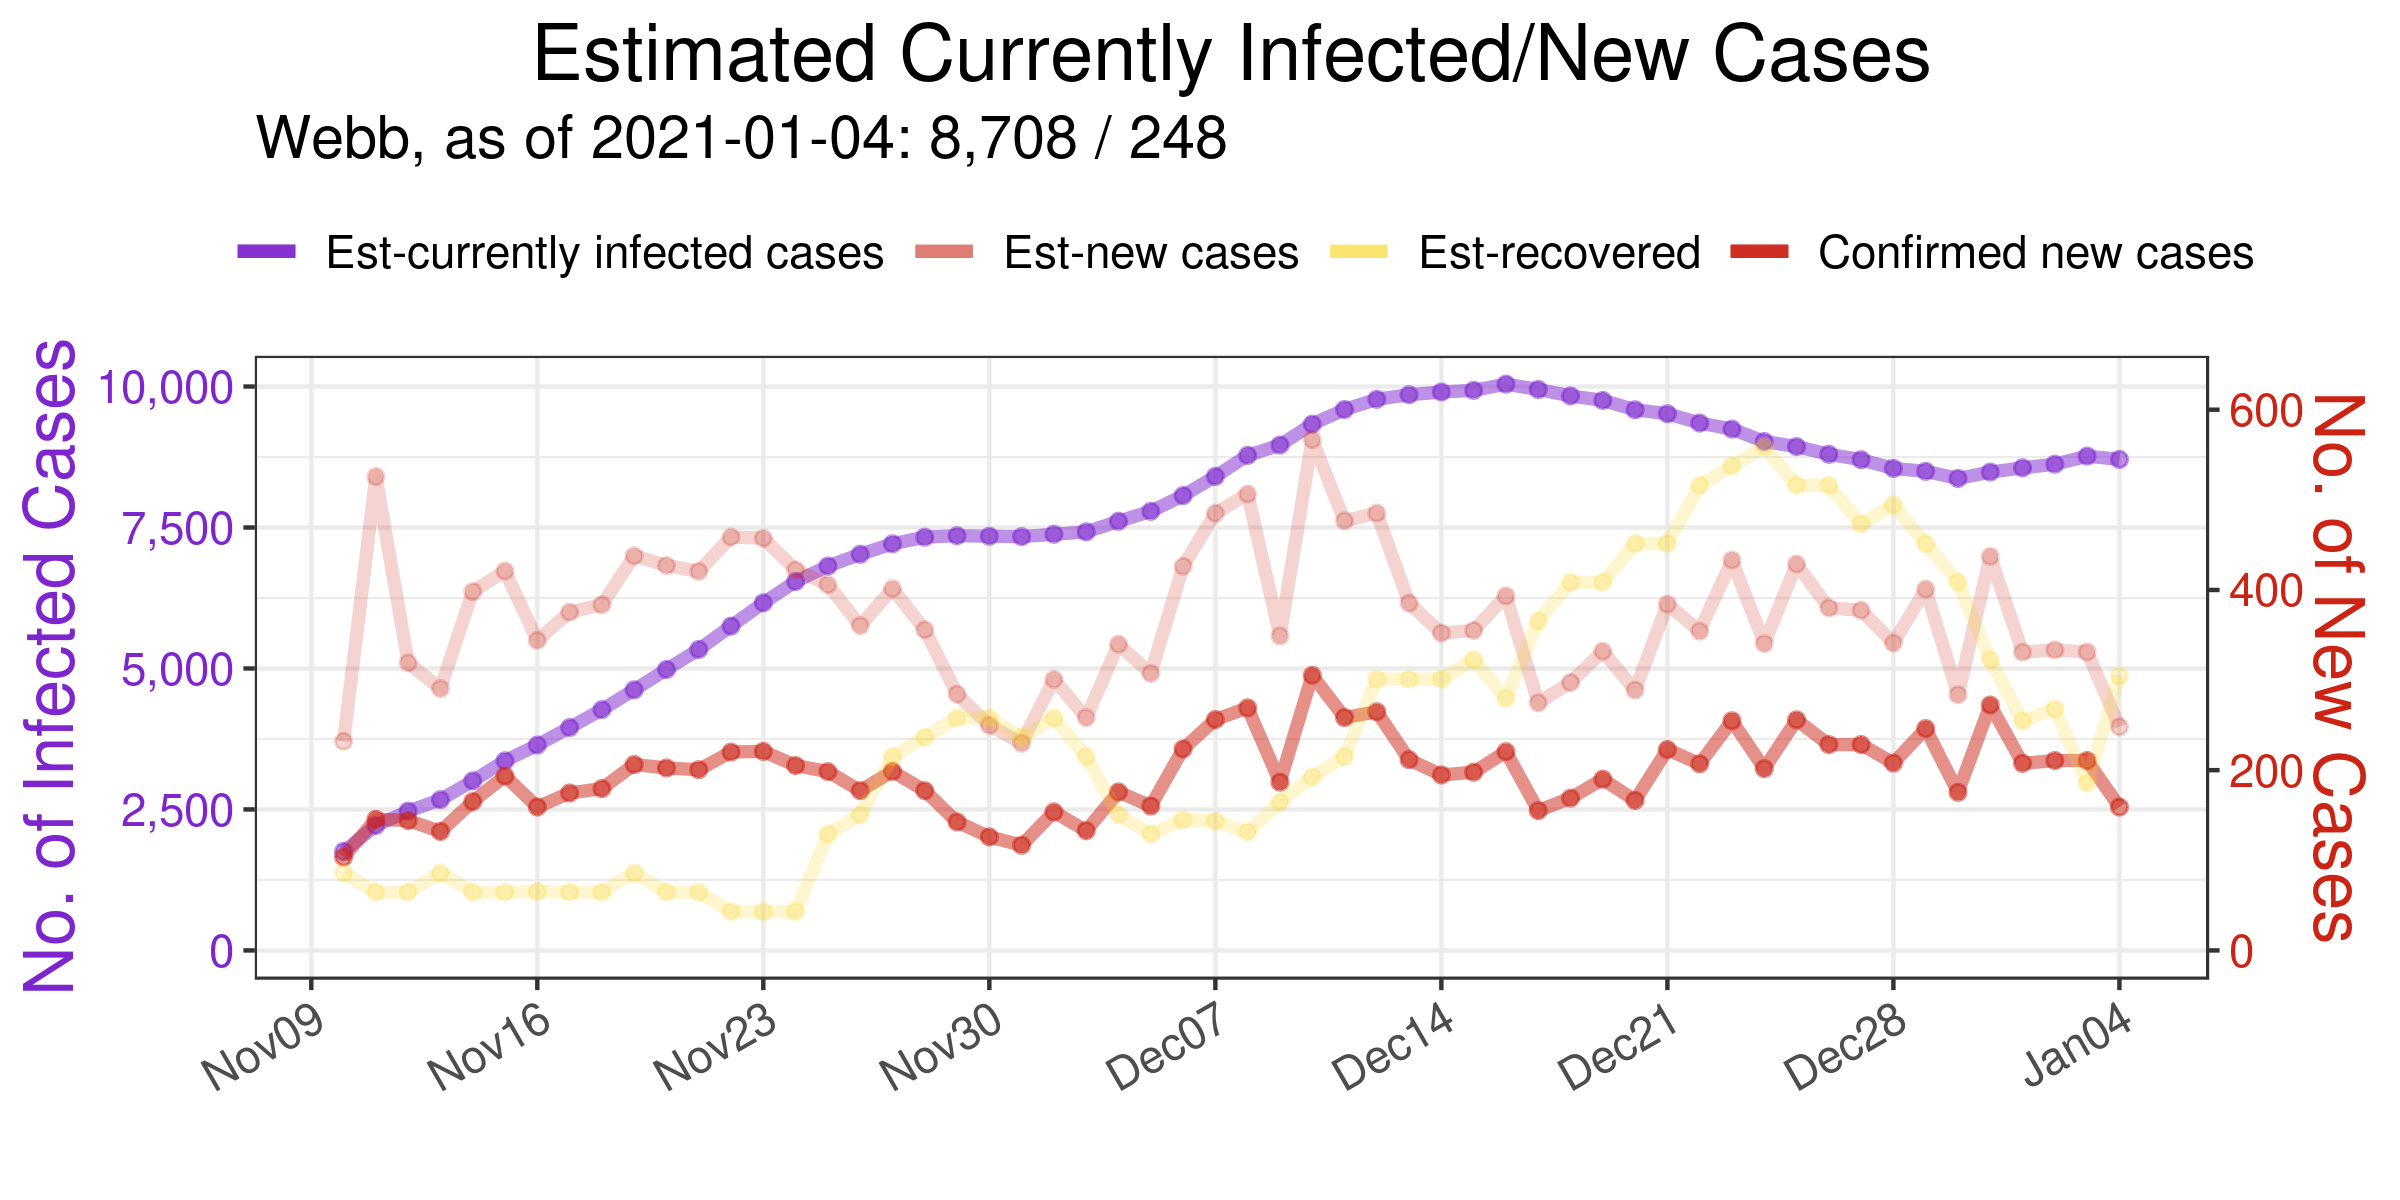 Estimated Currently Infected/New Cases
Webb, as of 2021-01-04: 8,708 / 248
Est-currently infected cases Est-new cases Est-recovered Confirmed new cases
No. of Infected Cases
10,000
7,500
5,000
2,500
0
600
400
200
0
No. of New Cases
Nov09 Nov16 Nov23 Nov30 Dec07 Dec14 Dec21 Dec28 Jan04